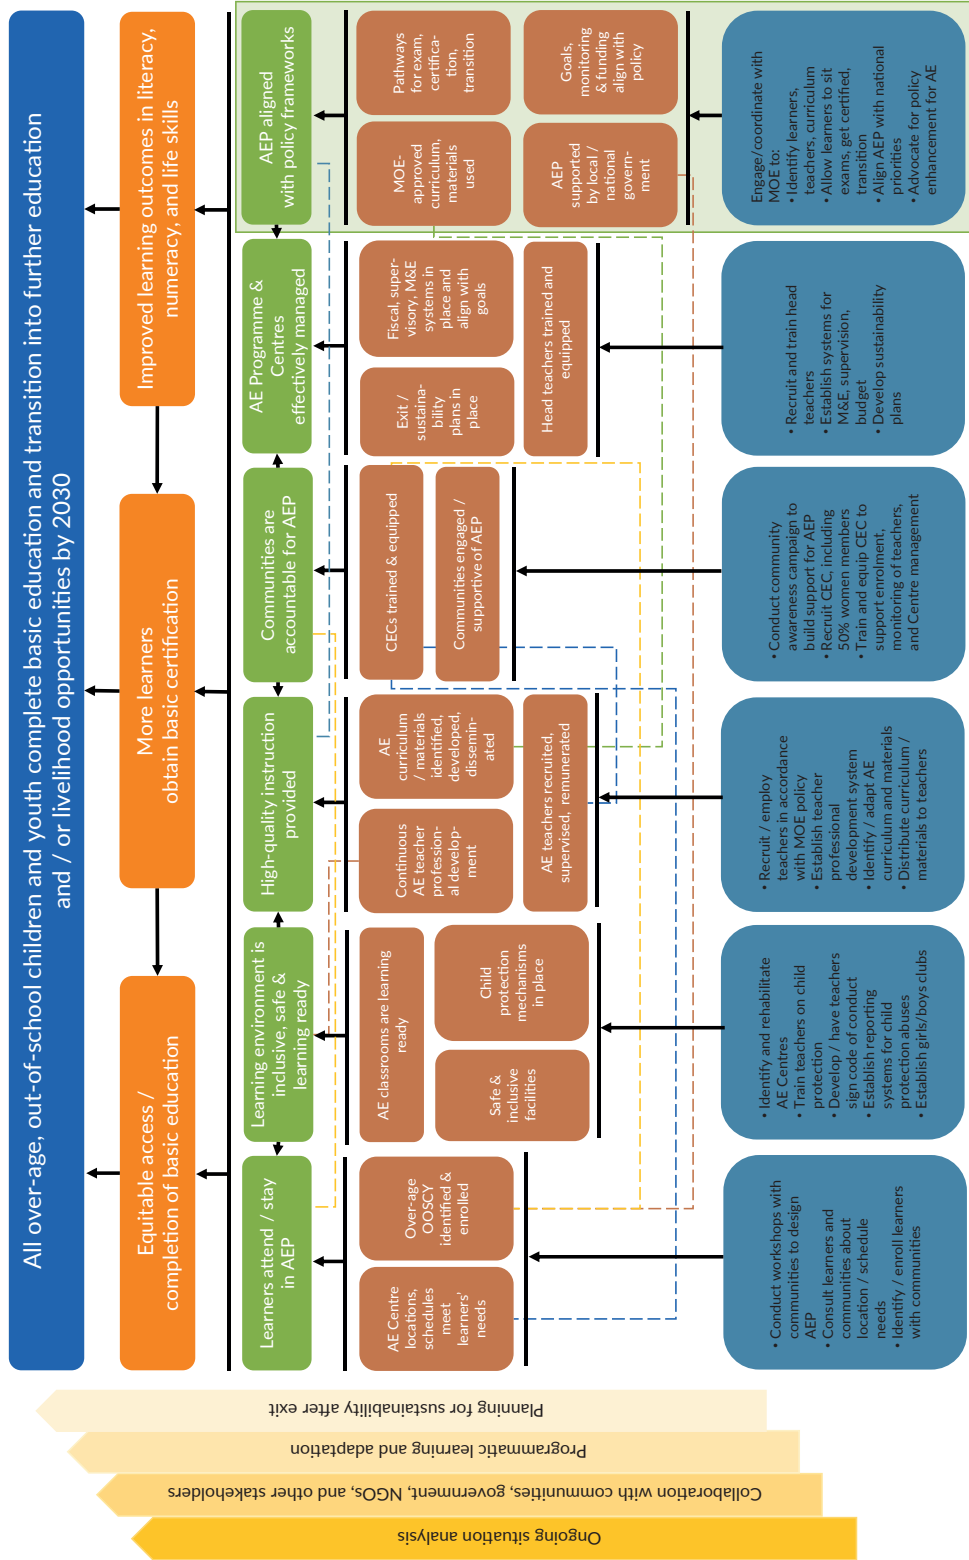 All over-age, out-of-school children and youth complete basic education and transition into further education
and / or livelihood opportunities by 2030
Equitable access /
completion of basic education
More learners
obtain basic certification
Improved learning outcomes in literacy,
numeracy, and life skills
Learners attend / stay
in AEP
Learning environment is
inclusive, safe &
learning ready
High-quality instruction
provided
Communities are
accountable for AEP
AE Programme &
Centres
effectively managed
AEP aligned
with policy frameworks
AE Centre
locations,
schedules
meet
learners'
needs
Over-age
OOSCY
identified &
enrolled
AE classrooms are learning
ready
Safe &
inclusive
facilities
Child
protection
mechanisms
in place
Continuous
AE teacher
profession-
al develop-
ment
AE
curriculum
/ materials
identified,
developed,
dissemin-
ated
AE teachers recruited,
supervised, remunerated
CECs trained & equipped
Communities engaged /
supportive of AEP
Exit /
sustaina-
bility
plans in
place
Fiscal, super-
visory, M&E
systems in
place and
align with
goals
Head teachers trained and
equipped
MOE-
approved
curriculum,
materials
used
Pathways
for exam,
certifica-
tion,
transition
AEP
supported
by local /
national
govern-
ment
Goals,
monitoring
& funding
align with
policy
• Conduct workshops with
communities to design
AEP
• Consult learners and
communities about
location / schedule
needs
• Identify / enroll learners
with communities
• Identify and rehabilitate
AE Centres
• Train teachers on child
protection
• Develop / have teachers
sign code of conduct
• Establish reporting
systems for child
protection abuses
• Establish girls/boys clubs
• Recruit / employ
teachers in accordance
with MOE policy
• Establish teacher
professional
development system
• Identify / adapt AE
curriculum and materials
• Distribute curriculum /
materials to teachers
• Conduct community
awareness campaign to
build support for AEP
• Recruit CEC, including
50% women members
• Train and equip CEC to
support enrolment,
monitoring of teachers,
and Centre management
• Recruit and train head
teachers
• Establish systems for
M&E, supervision,
budget
• Develop sustainability
plans
Engage/coordinate with
MOE to:
• Identify learners,
teachers, curriculum
• Allow learners to sit
exams, get certified,
transition
• Align AEP with national
priorities
• Advocate for policy
enhancement for AE
Planning for sustainability after exit
Programmatic learning and adaptation
Collaboration with communities, government, NGOs, and other stakeholders
Ongoing situation analysis